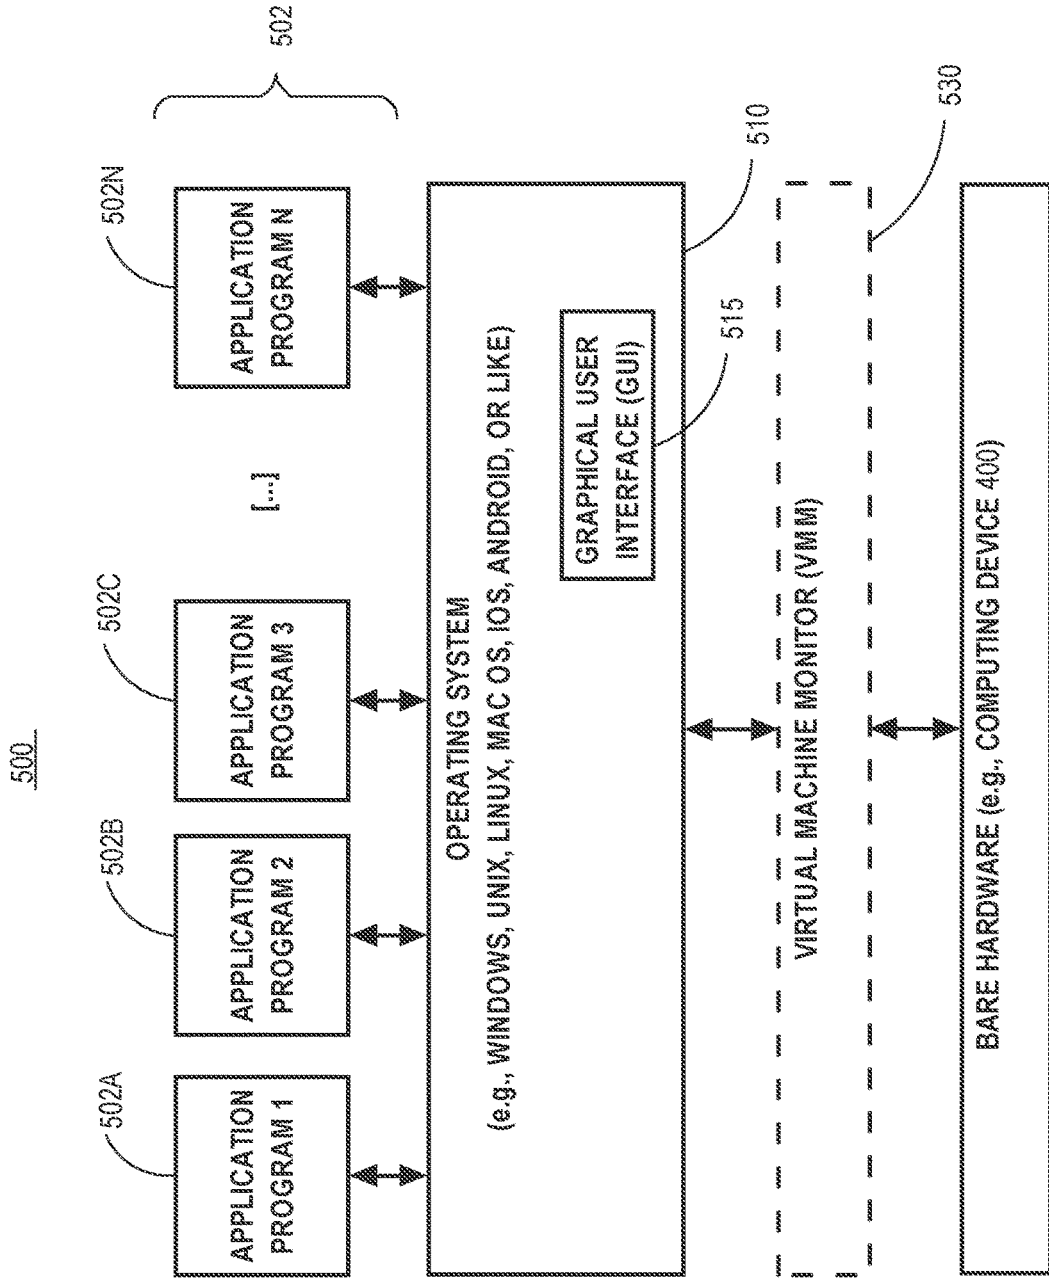 500
502
502A
502B
502C
502N
APPLICATION
PROGRAM 1
APPLICATION
PROGRAM 2
APPLICATION
PROGRAM 3
[...]
APPLICATION
PROGRAM N
OPERATING SYSTEM
(e.g., WINDOWS, UNIX, LINUX, MAC OS, IOS, ANDROID, OR LIKE)
GRAPHICAL USER
INTERFACE (GUI)
510
515
VIRTUAL MACHINE MONITOR (VMM)
530
BARE HARDWARE (e.g., COMPUTING DEVICE 400)